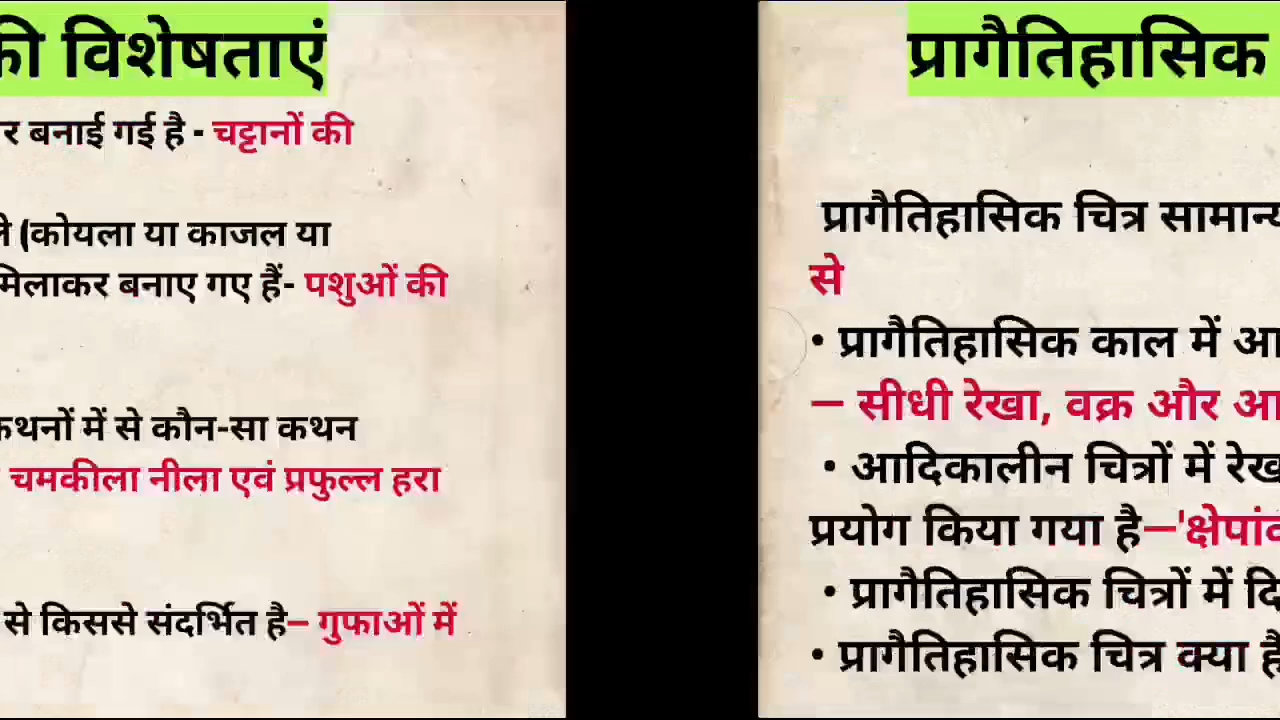 की विशेषताएं
र बनाई गई है - चट्टानों की
(कोयला या काजल या
मिलाकर बनाए गए हैं- पशुओं की
कथनों में से कौन-सा कथन
चमकीला नीला एवं प्रफुल्ल हरा
से किससे संदर्भित है– गुफाओं में
प्रागैतिहासिक
प्रागैतिहासिक चित्र सामान्य
से
• प्रागैतिहासिक काल में आ
— सीधी रेखा, वक्र और आ
• आदिकालीन चित्रों में रेख
प्रयोग किया गया है—'क्षेपां
• प्रागैतिहासिक चित्रों में दि
• प्रागैतिहासिक चित्र क्या है